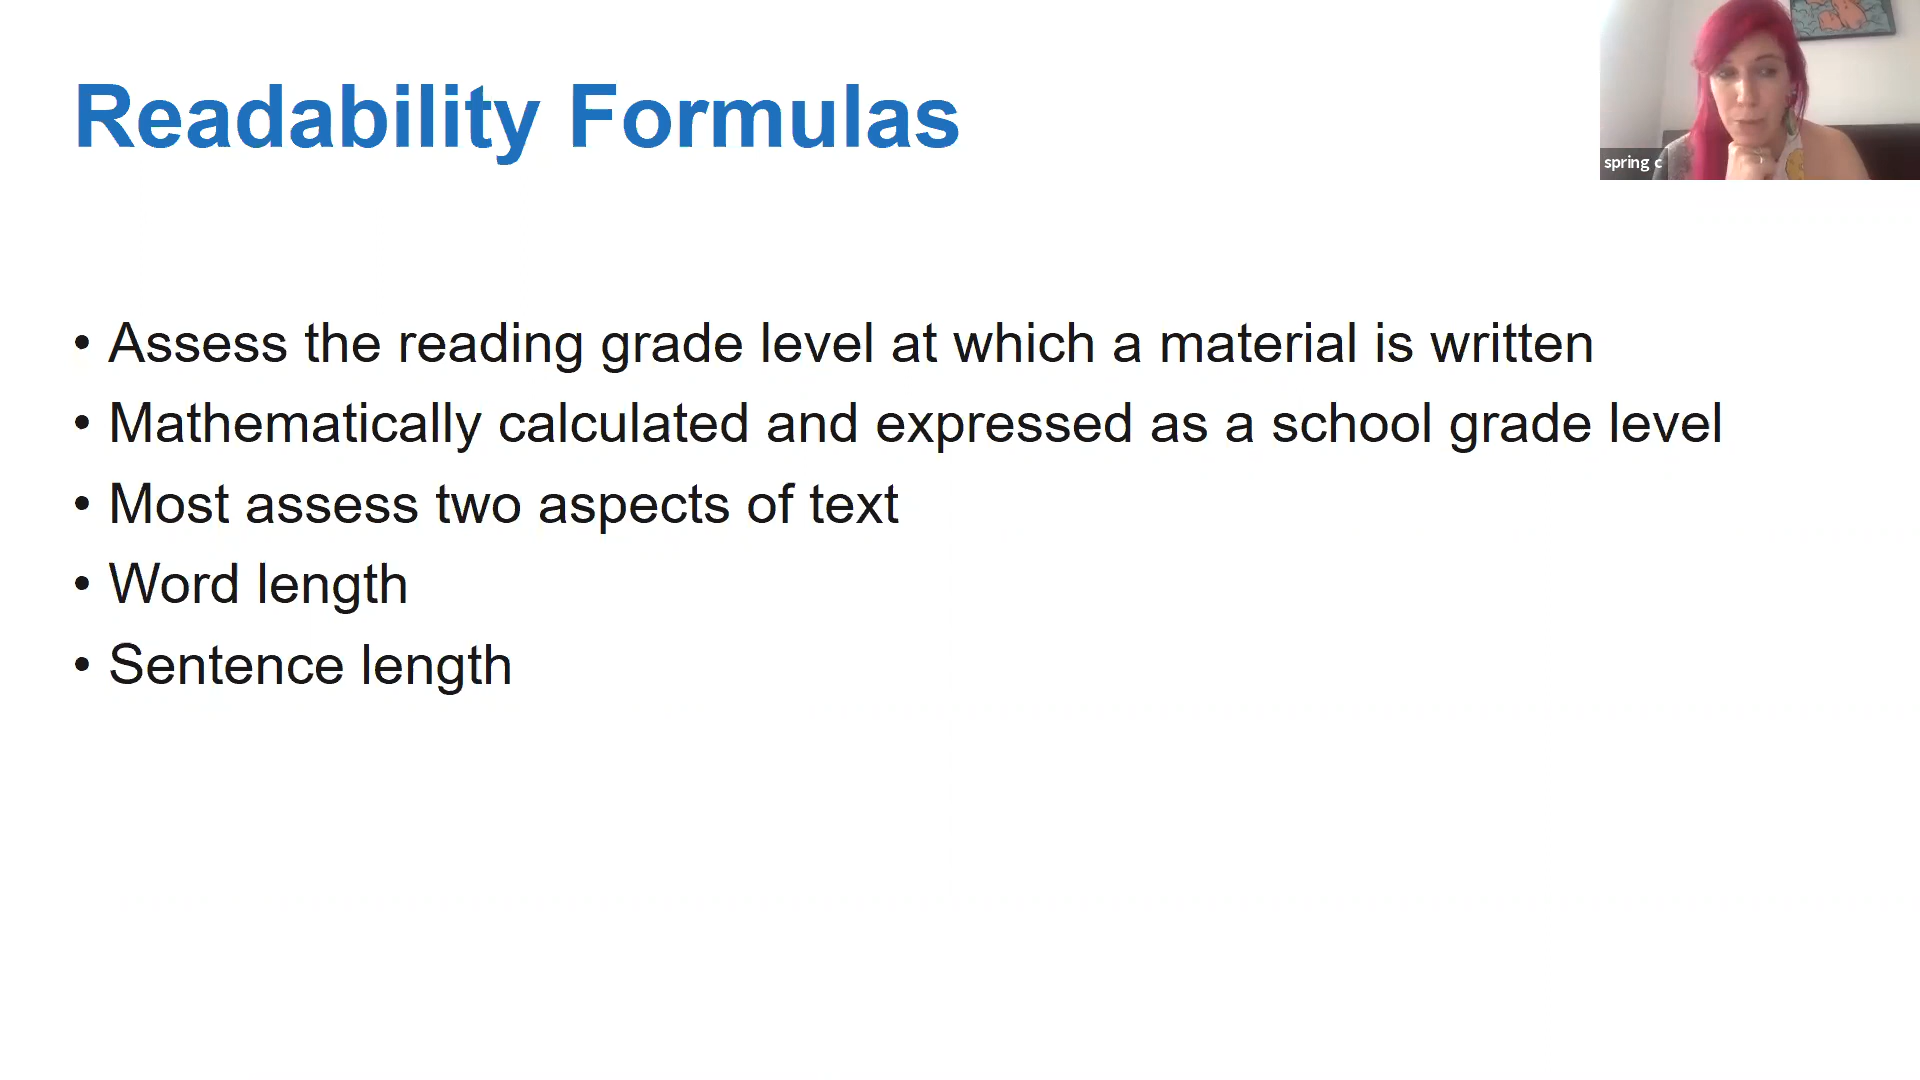 Readability Formulas
spring c
• Assess the reading grade level at which a material is written
• Mathematically calculated and expressed as a school grade level
• Most assess two aspects of text
• Word length
• Sentence length